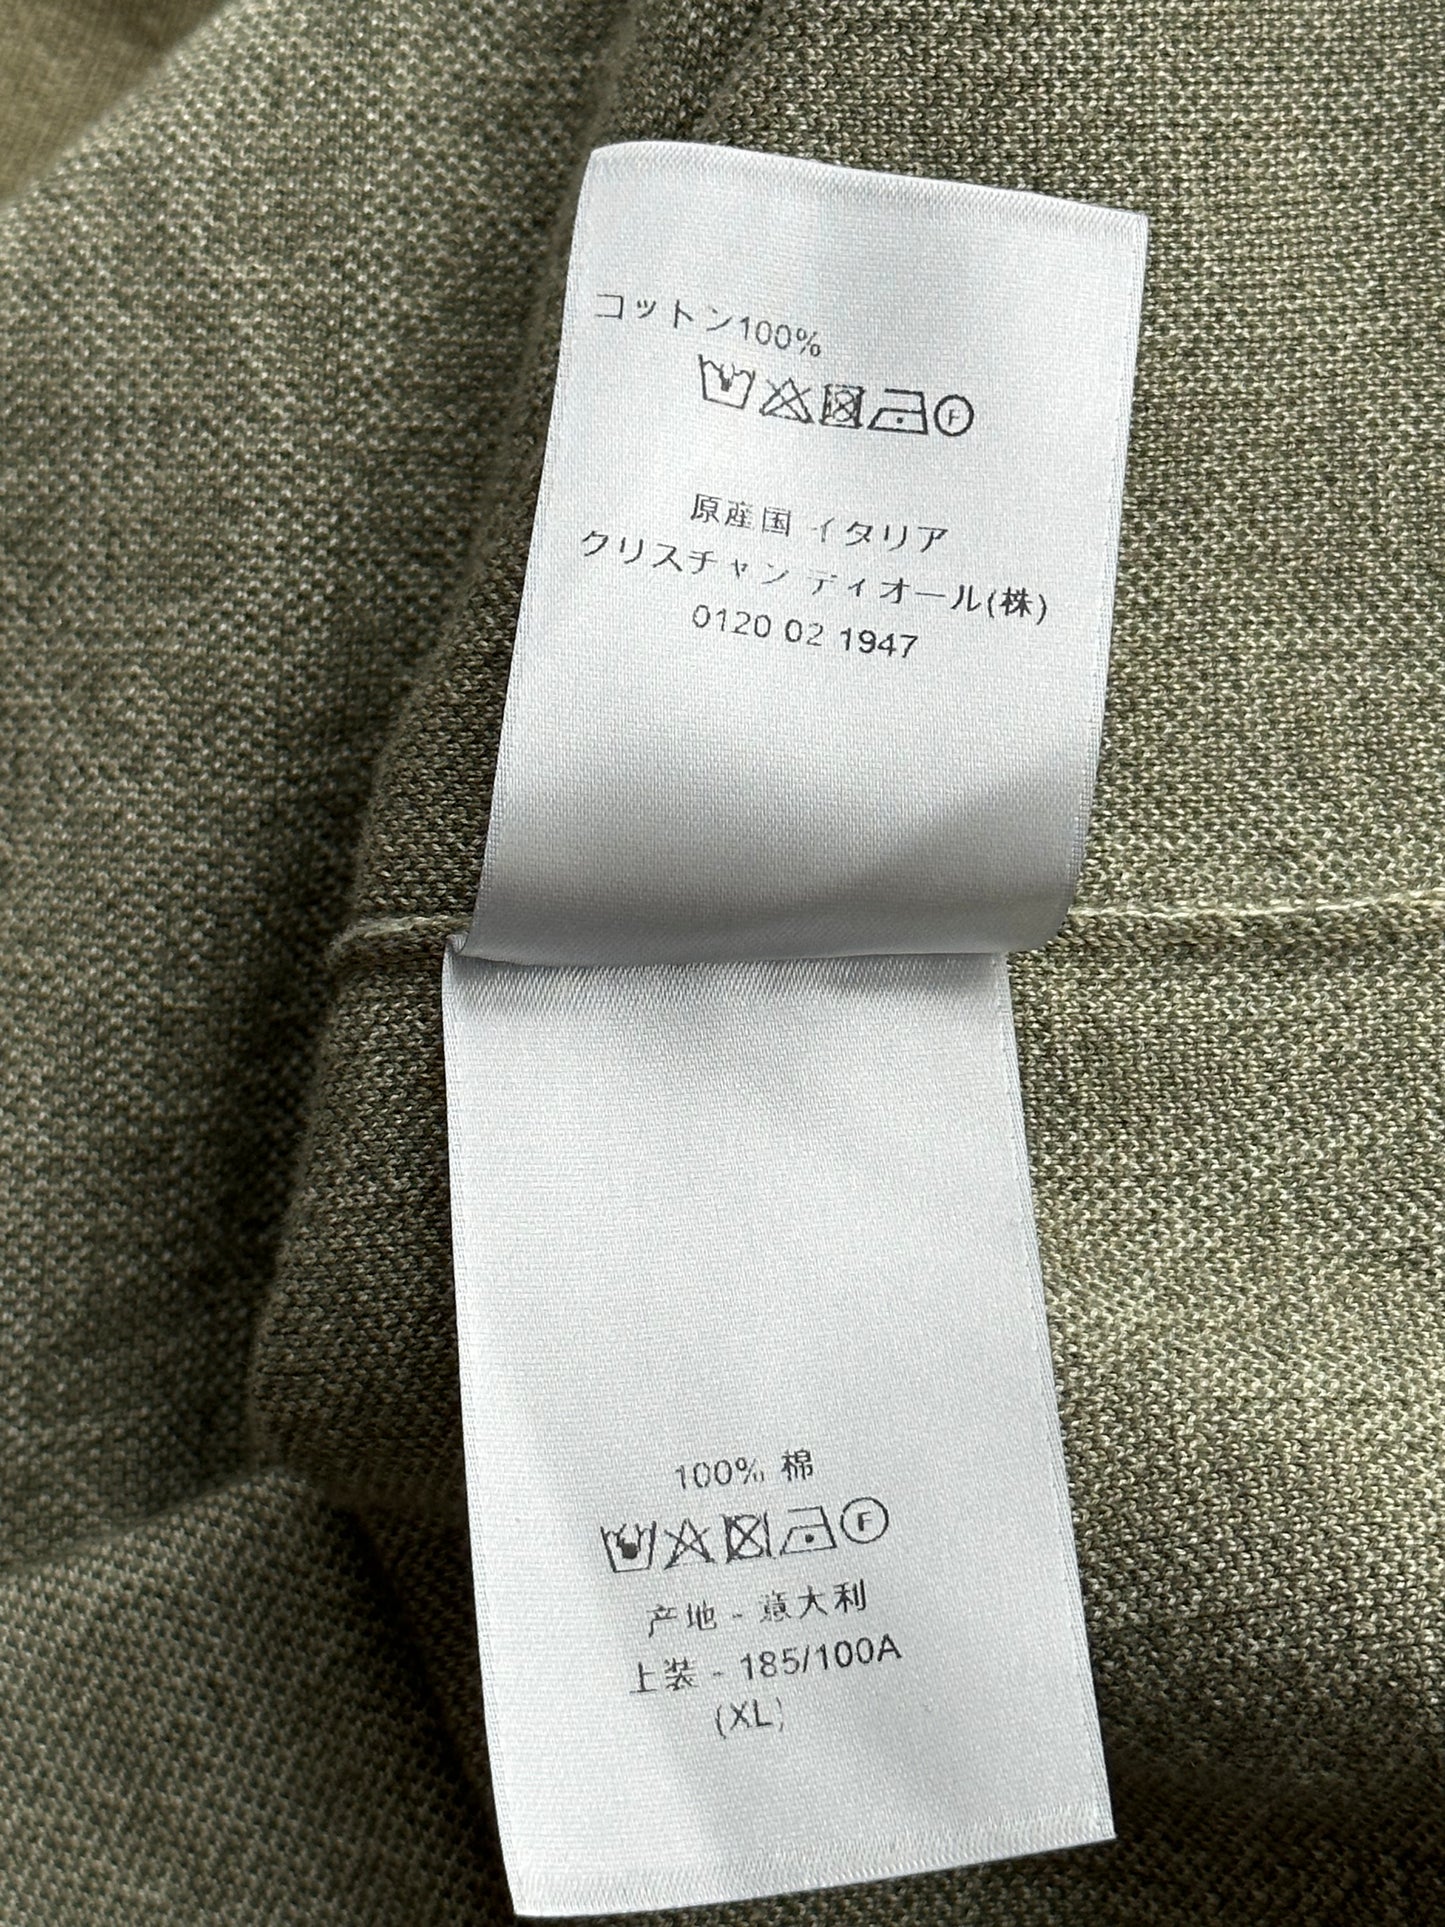 コットン100%
F
原産国 イタリア
クリスチャン ディオール(株)
0120 02 1947
100% 棉
F
产地 - 意大利
上装 - 185/100A
(XL)